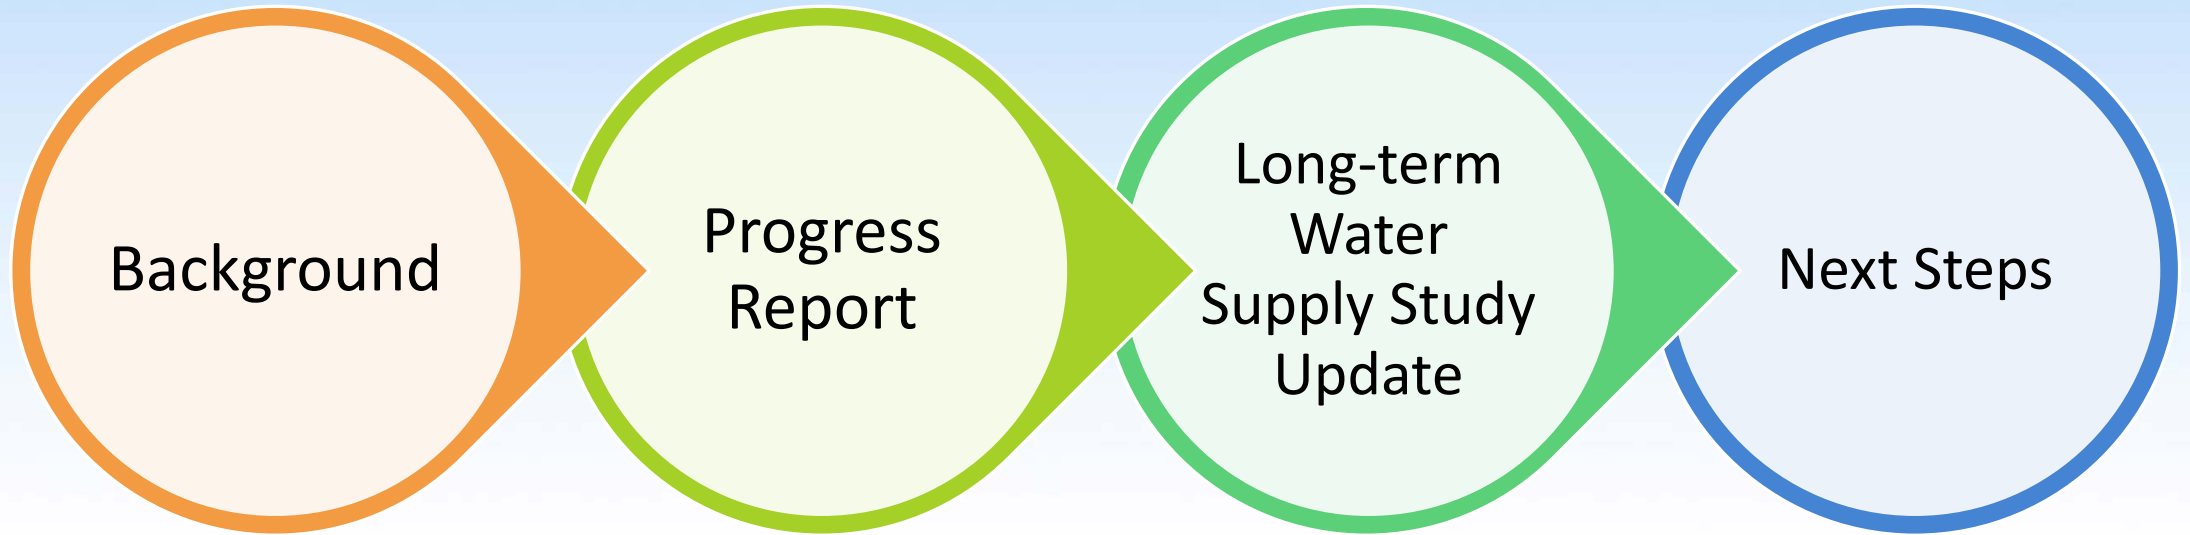 Background
Progress
Report
Long-term
Water
Supply Study
Update
Next Steps